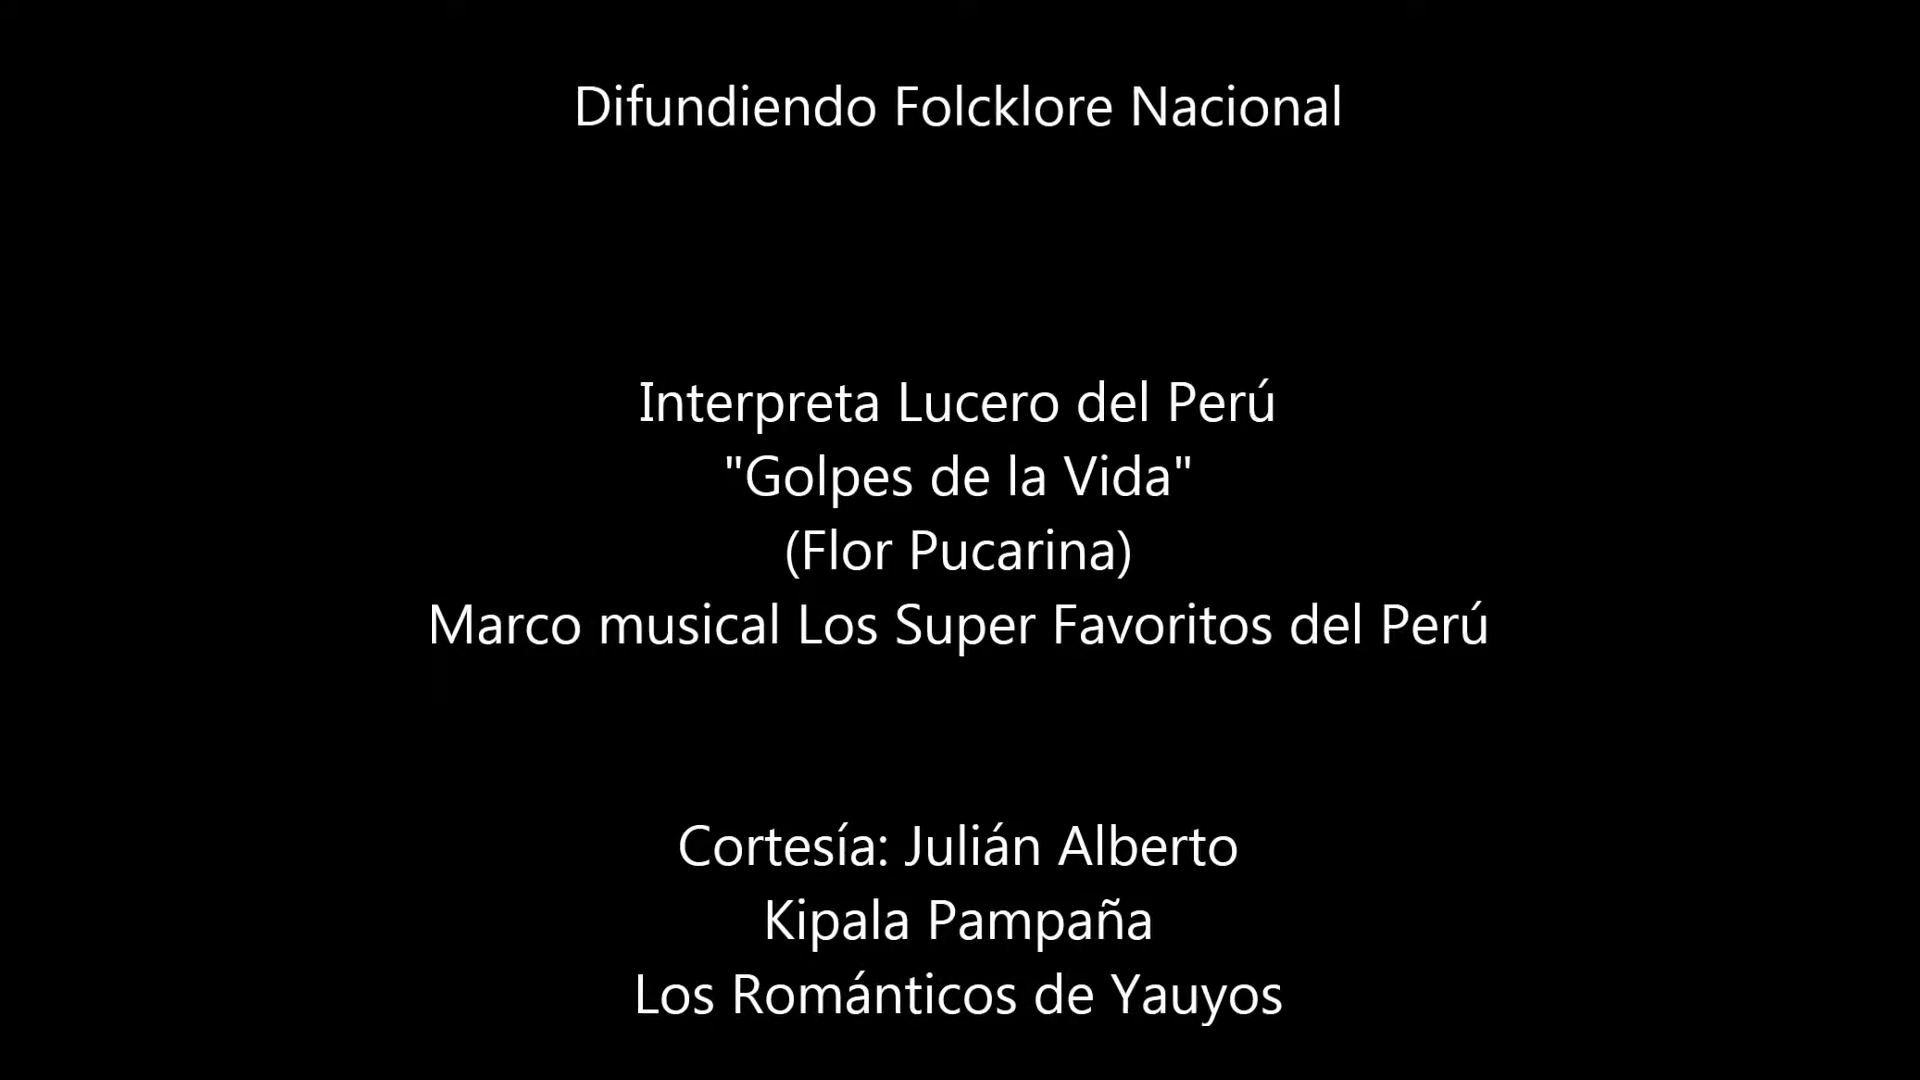 Difundiendo Folcklore Nacional
Interpreta Lucero del Perú
"Golpes de la Vida"
(Flor Pucarina)
Marco musical Los Super Favoritos del Perú
Cortesía: Julián Alberto
Kipala Pampaña
Los Románticos de Yauyos